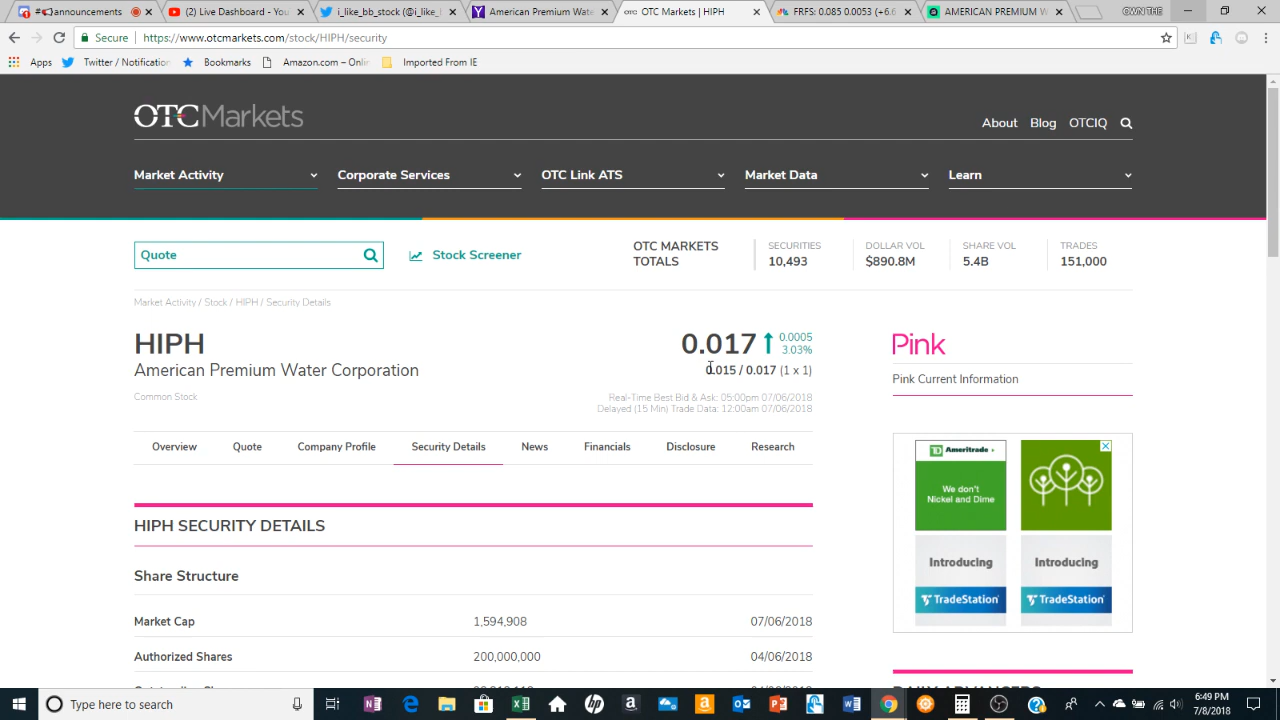 #📢announcements
(2) Live Dashboard - You
i_like_bb_stock (@i_like_
American Premium Water
OTC Markets | HIPH
FRFS: 0.085 0.0053 (+6.6
AMERICAN PREMIUM W
OWN THE
Secure
https://www.otcmarkets.com/stock/HIPH/security
Apps
Twitter / Notification
Bookmarks
Amazon.com – Onli
Imported From IE
OTC Markets
About
Blog
OTCIQ
Market Activity
Corporate Services
OTC Link ATS
Market Data
Learn
Quote
Stock Screener
OTC MARKETS
TOTALS
SECURITIES
10,493
DOLLAR VOL
$890.8M
SHARE VOL
5.4B
TRADES
151,000
Market Activity / Stock / HIPH / Security Details
HIPH
American Premium Water Corporation
Common Stock
0.017
0.0005
3.03%
0.015 / 0.017 (1 x 1)
Real-Time Best Bid & Ask: 05:00pm 07/06/2018
Delayed (15 Min) Trade Data: 12:00am 07/06/2018
Pink
Pink Current Information
Overview
Quote
Company Profile
Security Details
News
Financials
Disclosure
Research
Ameritrade
We don't
Nickel and Dime
Introducing
TradeStation
Introducing
TradeStation
HIPH SECURITY DETAILS
Share Structure
Market Cap
1,594,908
07/06/2018
Authorized Shares
200,000,000
04/06/2018
Type here to search
6:49 PM
7/8/2018